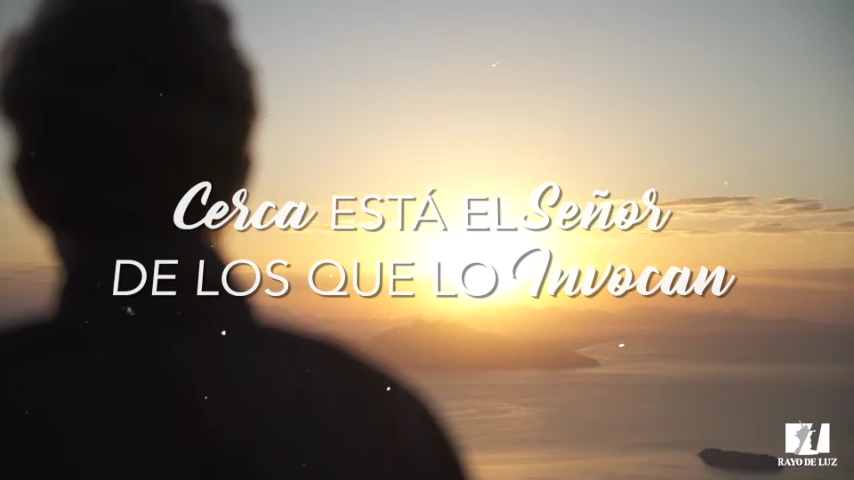 Cerca ESTÁ EL Señor
DE LOS QUE LO Invocan
RAYO DE LUZ